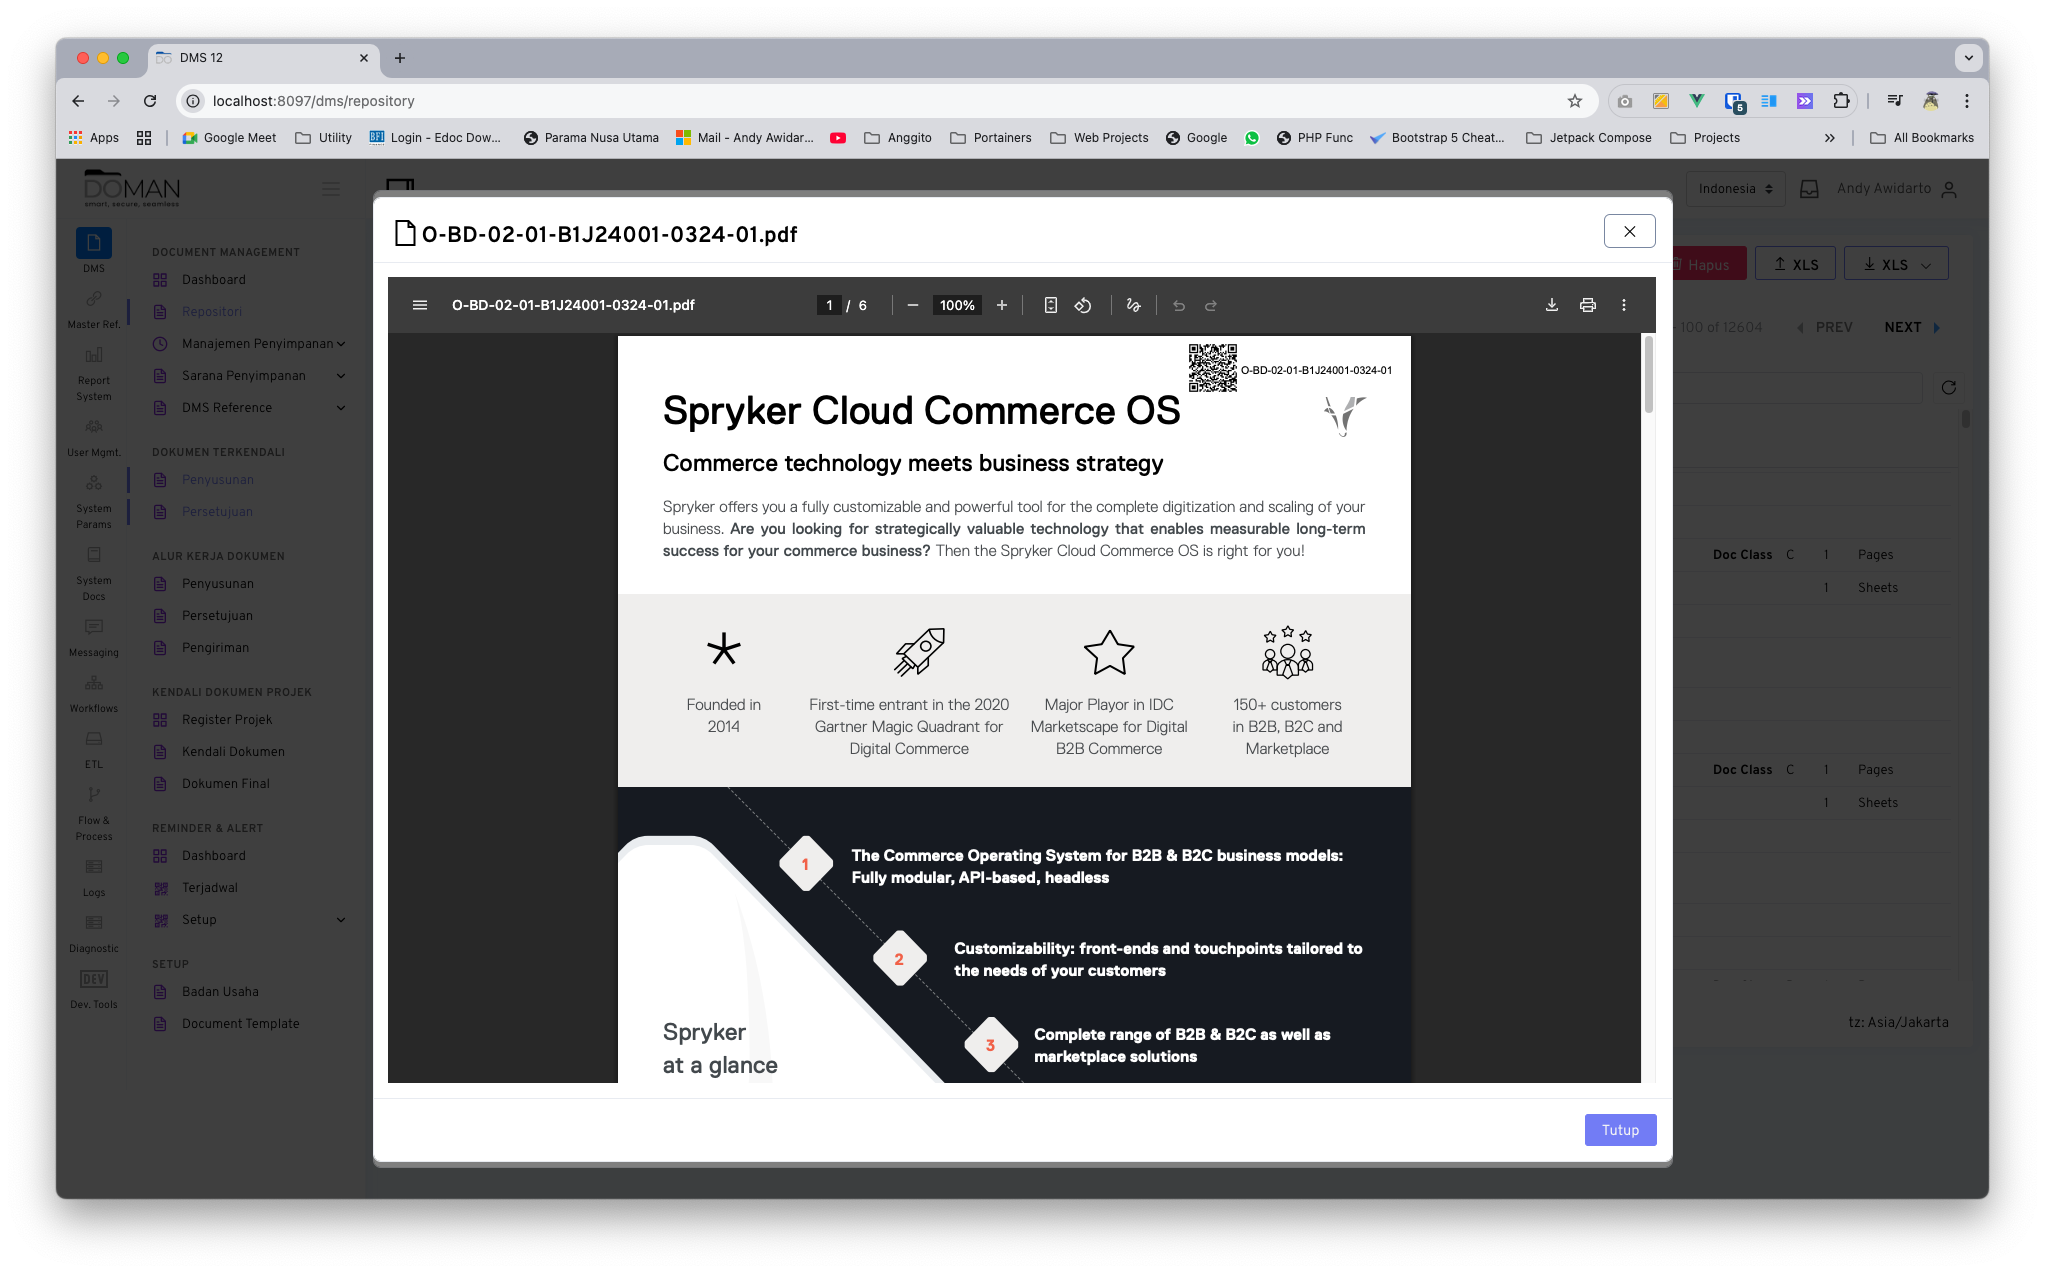 DMS 12
localhost:8097/dms/repository
5
Apps
Google Meet
Utility
Login - Edoc Dow...
Parama Nusa Utama
Mail - Andy Awidar...
Anggito
Portainers
Web Projects
Google
PHP Func
Bootstrap 5 Cheat...
Jetpack Compose
Projects
All Bookmarks
DOMAN
smart, secure, seamless
Indonesia
Andy Awidarto
DMS
Master Ref.
Report
System
User Mgmt.
System
Params
System
Docs
Messaging
Workflows
ETL
Flow &
Process
Logs
Diagnostic
DEV
Dev. Tools
DOCUMENT MANAGEMENT
Dashboard
Repositori
Manajemen Penyimpanan
Sarana Penyimpanan
DMS Reference
DOKUMEN TERKENDALI
Penyusunan
Persetujuan
ALUR KERJA DOKUMEN
Penyusunan
Persetujuan
Pengiriman
KENDALI DOKUMEN PROJEK
Register Projek
Kendali Dokumen
Dokumen Final
REMINDER & ALERT
Dashboard
Terjadwal
Setup
SETUP
Badan Usaha
Document Template
O-BD-02-01-B1J24001-0324-01.pdf
O-BD-02-01-B1J24001-0324-01.pdf
1 / 6
100%
O-BD-02-01-B1J24001-0324-01
Spryker Cloud Commerce OS
Commerce technology meets business strategy
Spryker offers you a fully customizable and powerful tool for the complete digitization and scaling of your
business. Are you looking for strategically valuable technology that enables measurable long-term
success for your commerce business? Then the Spryker Cloud Commerce OS is right for you!
Founded in
2014
First-time entrant in the 2020
Gartner Magic Quadrant for
Digital Commerce
Major Playor in IDC
Marketscape for Digital
B2B Commerce
150+ customers
in B2B, B2C and
Marketplace
1
The Commerce Operating System for B2B & B2C business models:
Fully modular, API-based, headless
2
Customizability: front-ends and touchpoints tailored to
the needs of your customers
3
Complete range of B2B & B2C as well as
marketplace solutions
Spryker
at a glance
Tutup
Hapus
XLS
XLS
- 100 of 12604
PREV
NEXT
Doc Class C 1 Pages
1 Sheets
Doc Class C 1 Pages
1 Sheets
tz: Asia/Jakarta